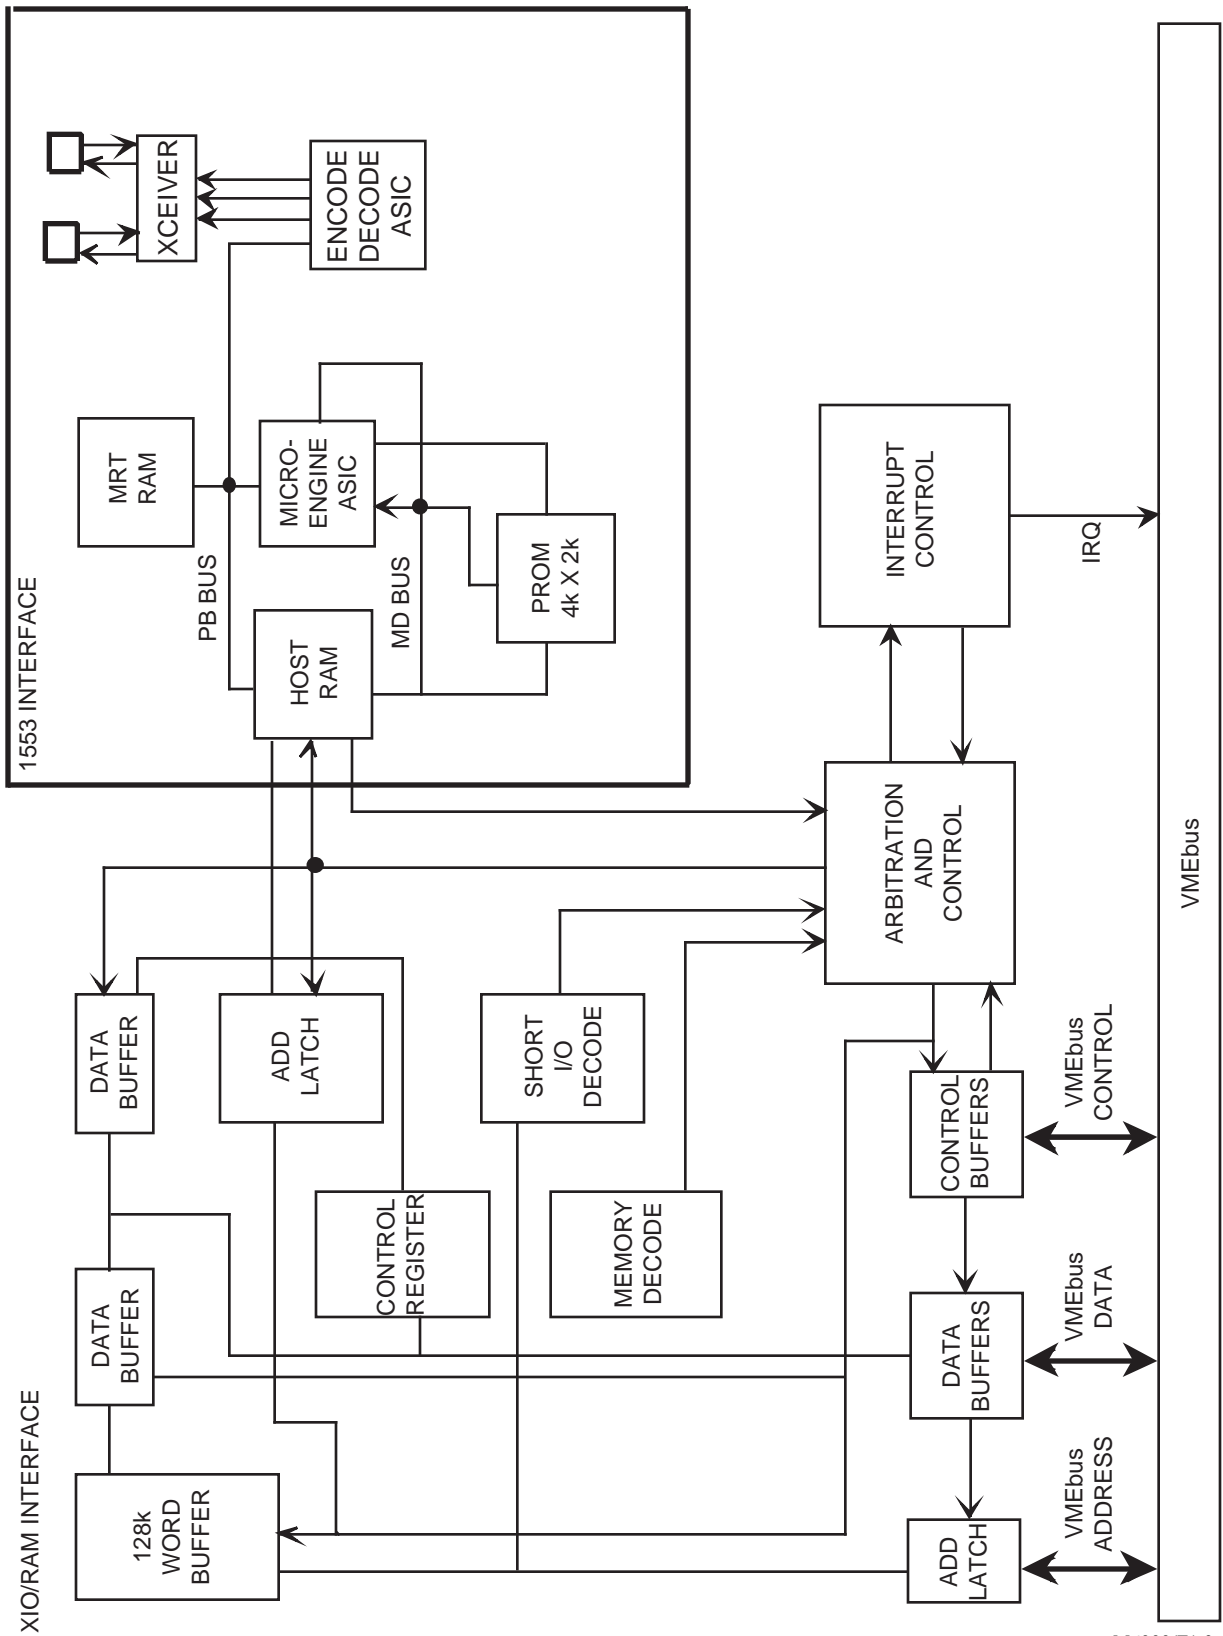 XIO/RAM INTERFACE
1553 INTERFACE
128k
WORD
BUFFER
DATA
BUFFER
DATA
BUFFER
ADD
LATCH
CONTROL
REGISTER
SHORT
I/O
DECODE
MEMORY
DECODE
HOST
RAM
PB BUS
MD BUS
MRT
RAM
MICRO-
ENGINE
ASIC
PROM
4k X 2k
XCEIVER
ENCODE
DECODE
ASIC
ADD
LATCH
DATA
BUFFERS
CONTROL
BUFFERS
ARBITRATION
AND
CONTROL
INTERRUPT
CONTROL
VMEbus
ADDRESS
VMEbus
DATA
VMEbus
CONTROL
IRQ
VMEbus